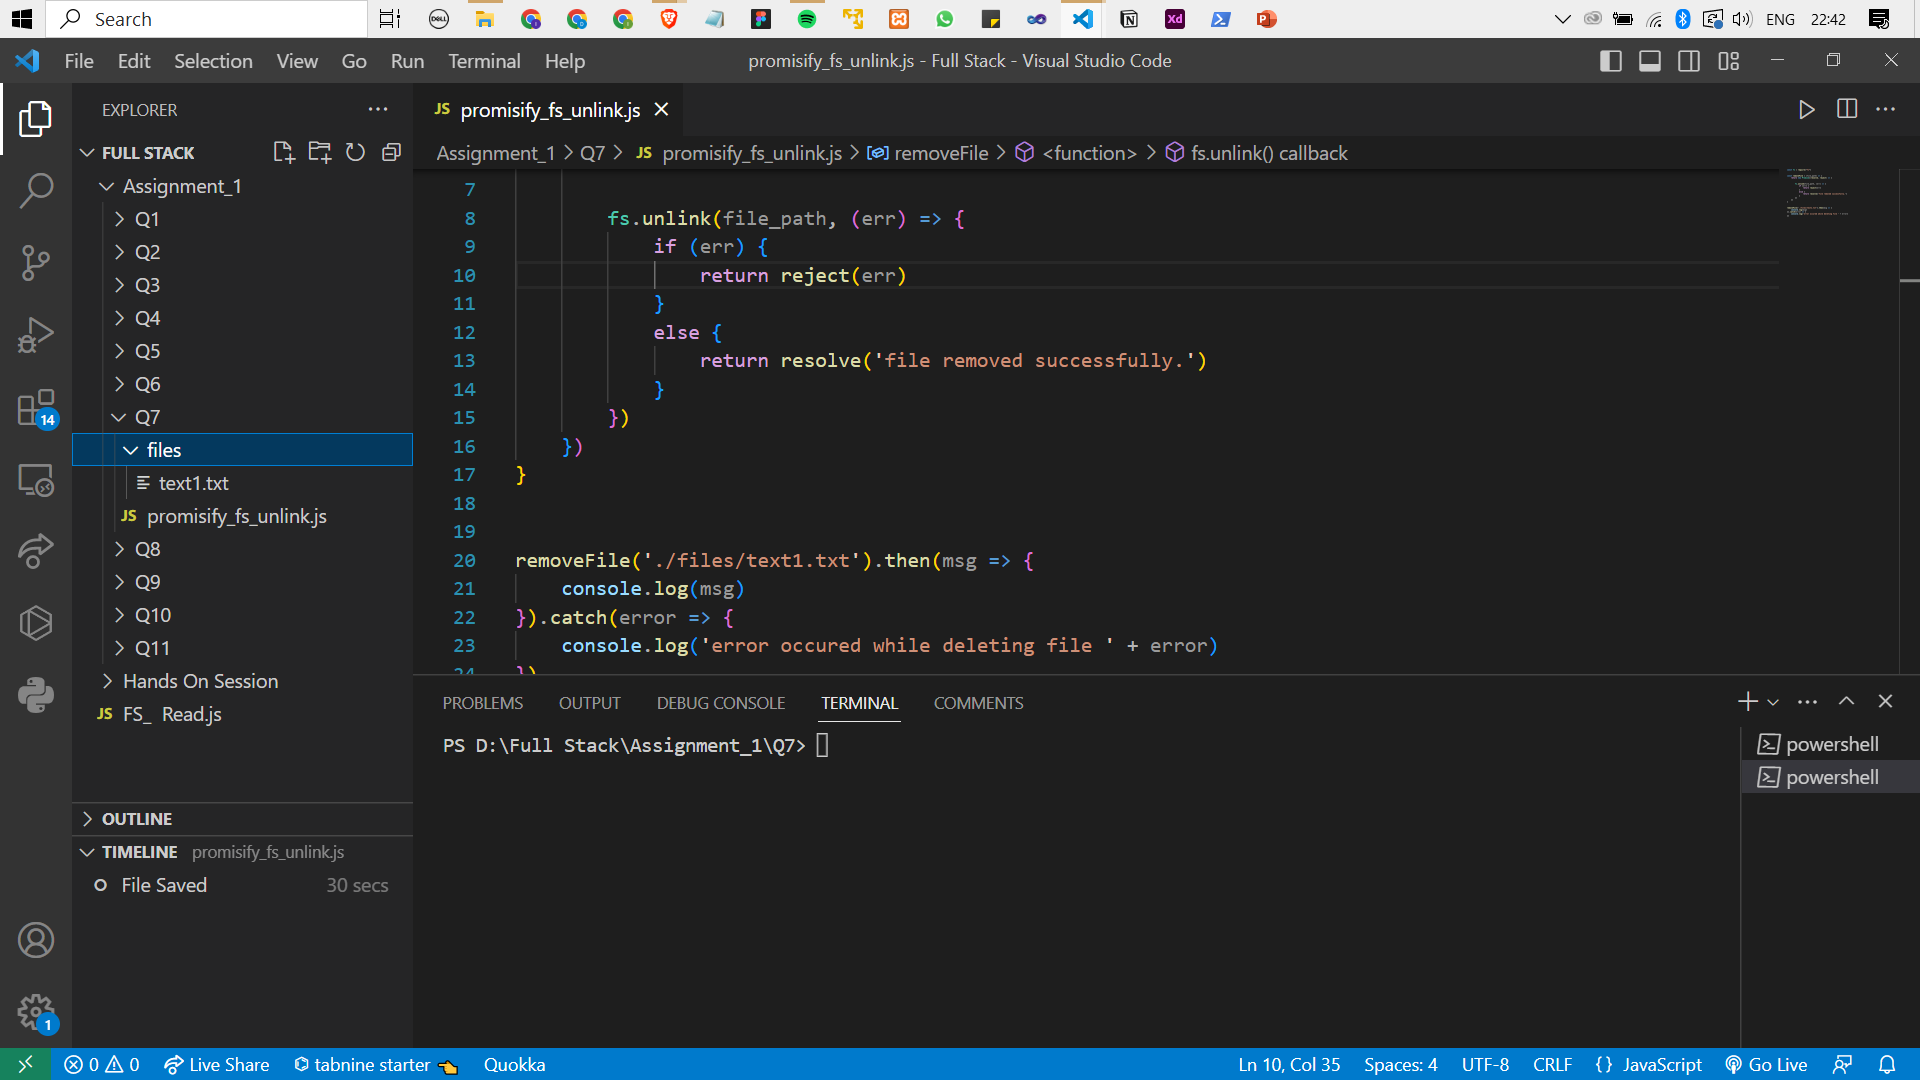 Search
DELL
Xd
ENG
22:42
File Edit Selection View Go Run Terminal Help
promisify_fs_unlink.js - Full Stack - Visual Studio Code
EXPLORER
FULL STACK
Assignment_1
Q1
Q2
Q3
Q4
Q5
Q6
Q7
files
text1.txt
JS promisify_fs_unlink.js
Q8
Q9
Q10
Q11
Hands On Session
JS FS_ Read.js
OUTLINE
TIMELINE promisify_fs_unlink.js
File Saved 30 secs
14
1
JS promisify_fs_unlink.js
Assignment_1 > Q7 > JS promisify_fs_unlink.js > removeFile > <function> > fs.unlink() callback
7
8 fs.unlink(file_path, (err) => {
9 if (err) {
10 return reject(err)
11 }
12 else {
13 return resolve('file removed successfully.')
14 }
15 })
16 })
17 }
18
19
20 removeFile('./files/text1.txt').then(msg => {
21 console.log(msg)
22 }).catch(error => {
23 console.log('error occured while deleting file ' + error)
24 })
PROBLEMS OUTPUT DEBUG CONSOLE TERMINAL COMMENTS
PS D:\Full Stack\Assignment_1\Q7>
powershell
powershell
0 0 Live Share tabnine starter Quokka
Ln 10, Col 35 Spaces: 4 UTF-8 CRLF {} JavaScript Go Live